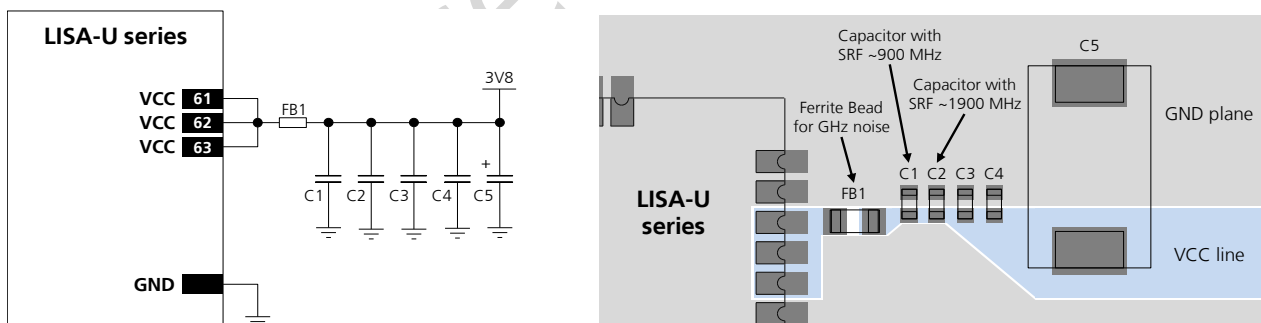 LISA-U series
3V8
VCC 61
FB1
VCC 62
VCC 63
+
C1 C2 C3 C4 C5
GND
Capacitor with
SRF ~900 MHz
C5
Capacitor with
SRF ~1900 MHz
Ferrite Bead
for GHz noise
GND plane
C1 C2 C3 C4
FB1
LISA-U
series
VCC line